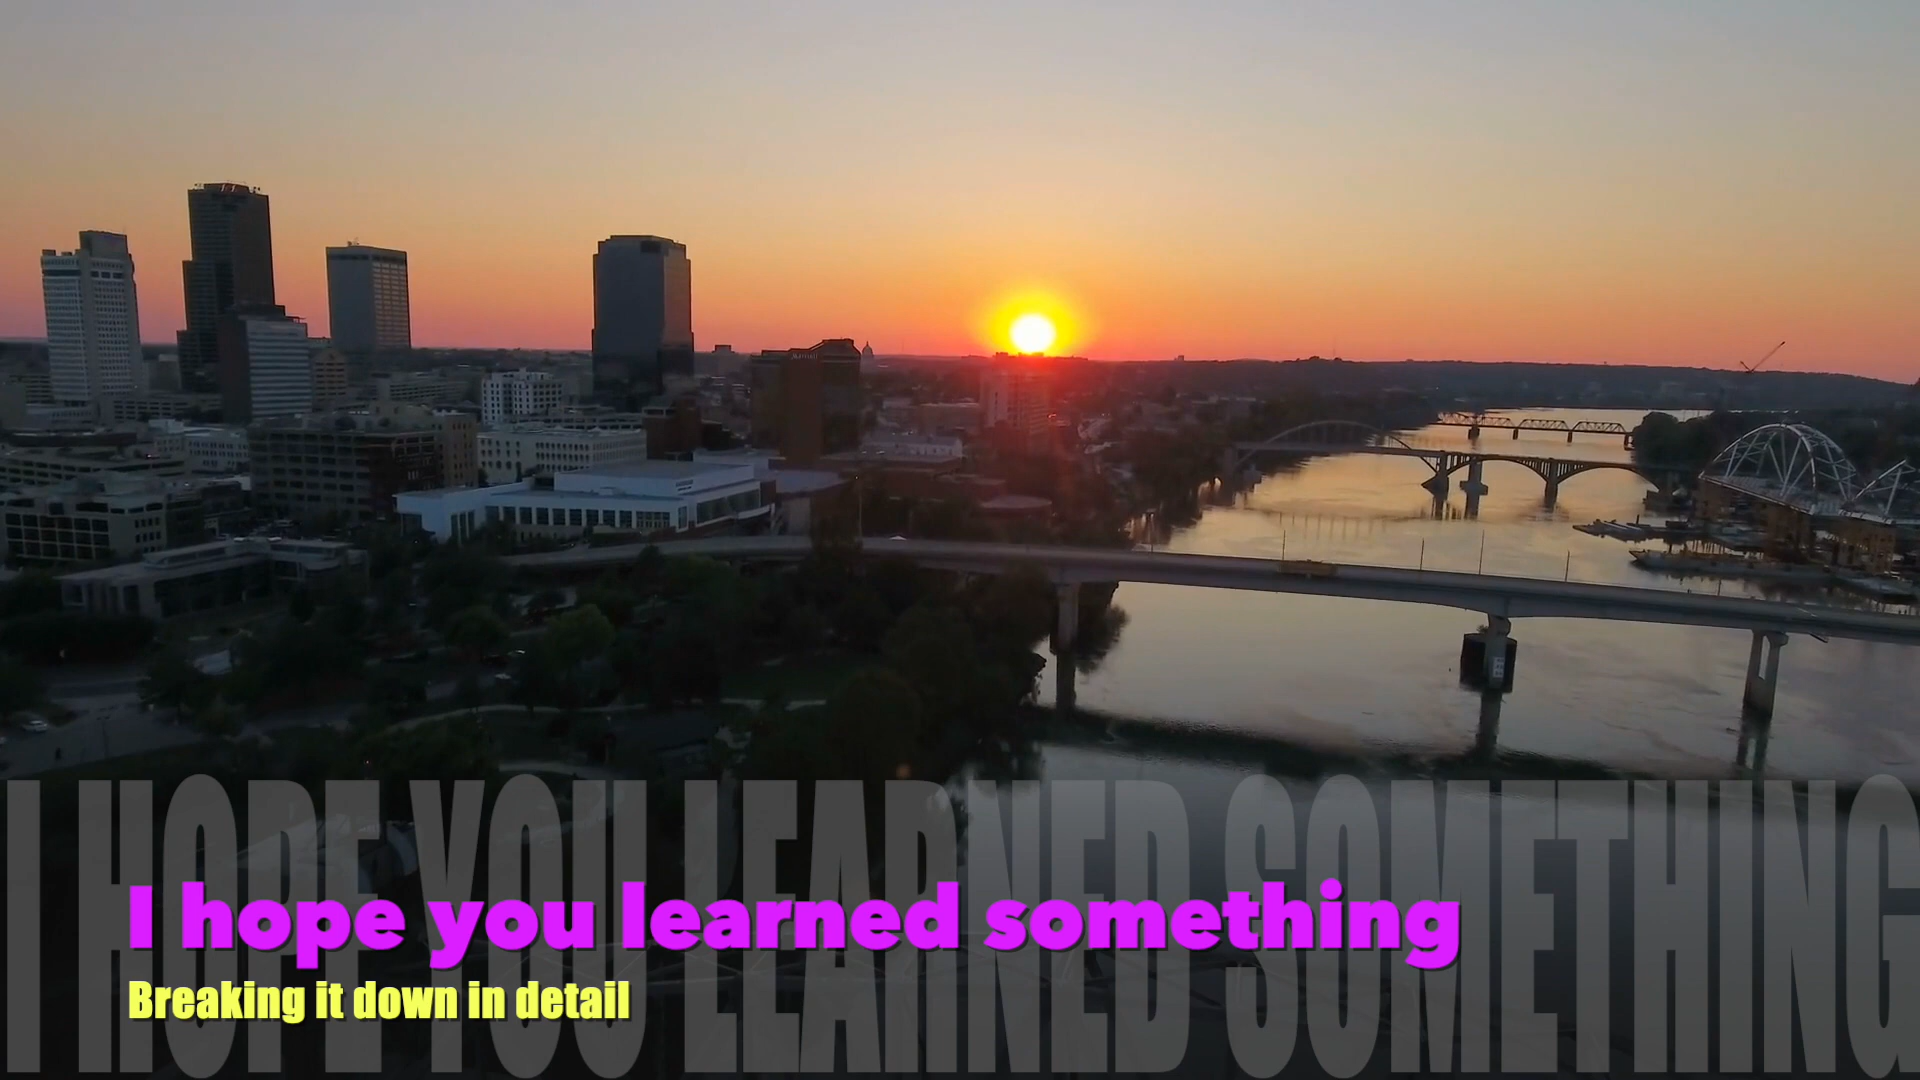 I HOPE YOU LEARNED SOMETHING
I hope you learned something
Breaking it down in detail